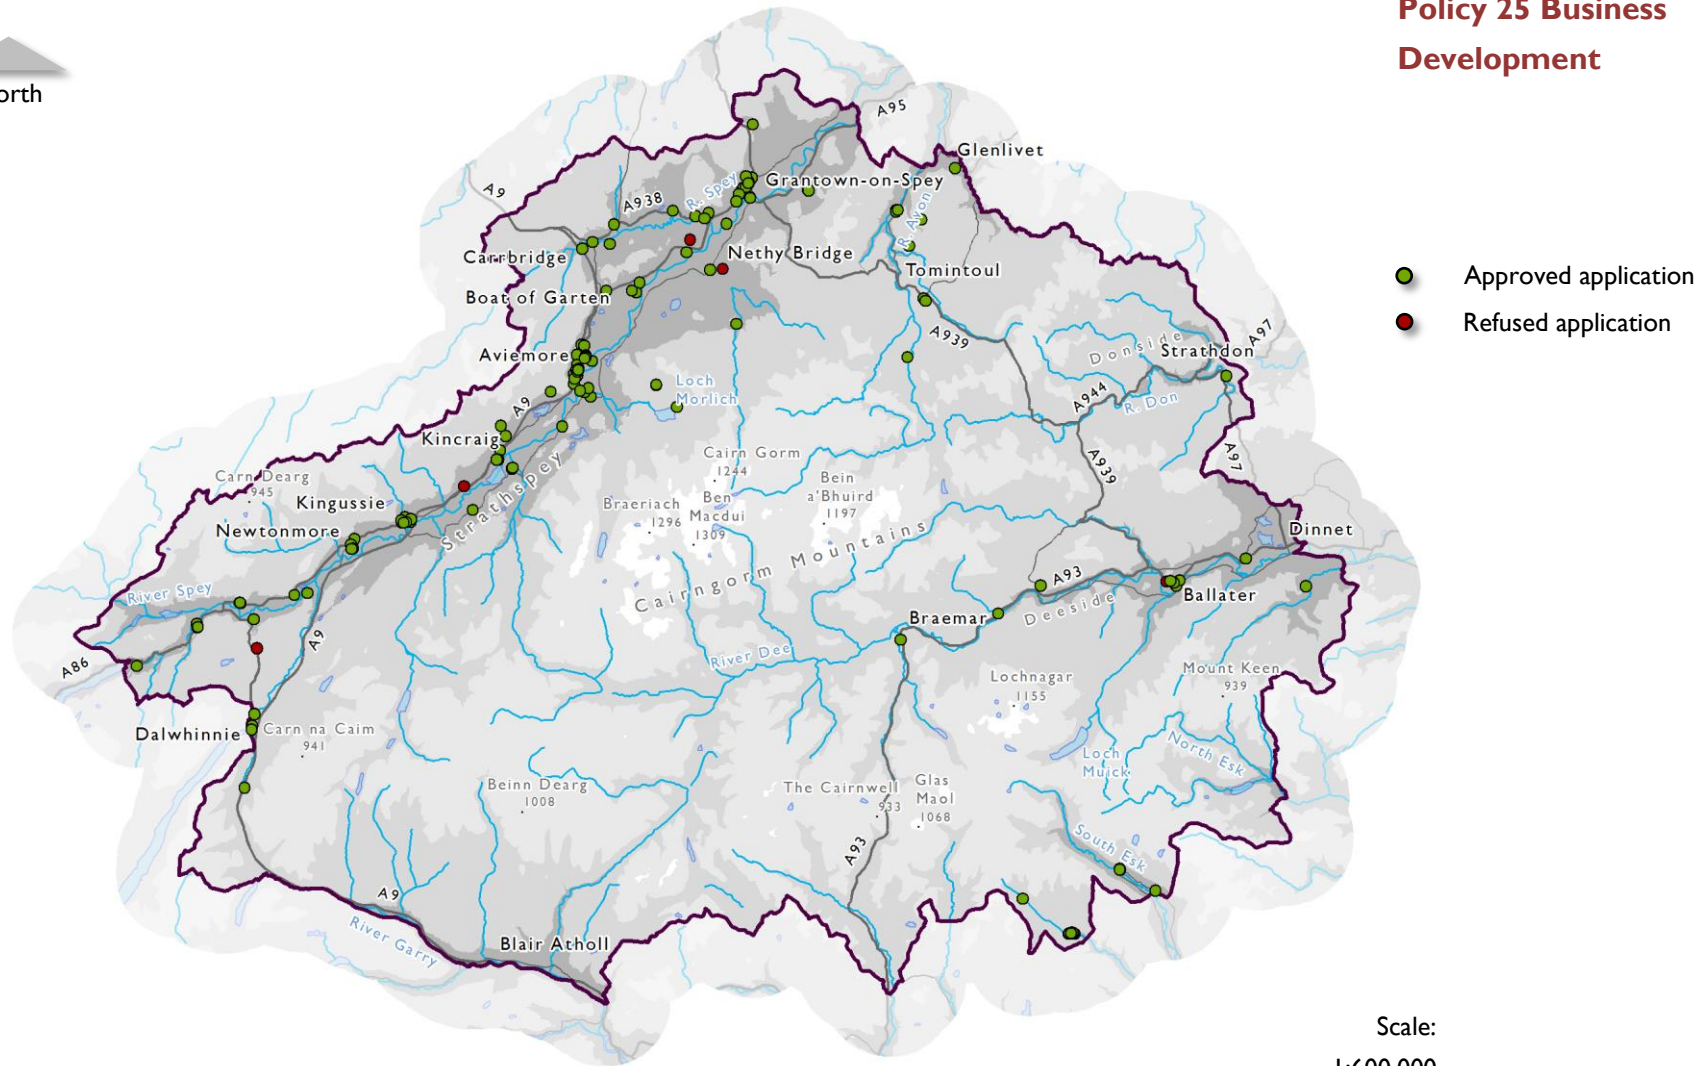 Policy 25 Business
Development
orth
A95
Glenlivet
A9
Grantown-on-Spey
A938
R. Spey
R. Avon
Carrbridge
Nethy Bridge
Tomintoul
Boat of Garten
A939
Donside
Strathdon
A97
Aviemore
Loch
Morlich
A944
R. Don
A9
Kincraig
Cairn Gorm
1244
A939
A97
Carn Dearg
945
Bein
a'Bhuird
1197
Kingussie
Strathspey
Braeriach
1296
Ben
Macdui
1309
Newtonmore
Dinnet
Cairngorm Mountains
A93
River Spey
Deeside
Ballater
Braemar
A9
A86
River Dee
Lochnagar
1155
Mount Keen
939
Dalwhinnie
Carn na Caim
941
Loch
Muick
North Esk
Beinn Dearg
1008
The Cairnwell
933
Glas
Maol
1068
South Esk
A93
A9
River Garry
Blair Atholl
Approved application
Refused application
Scale:
1:600,000